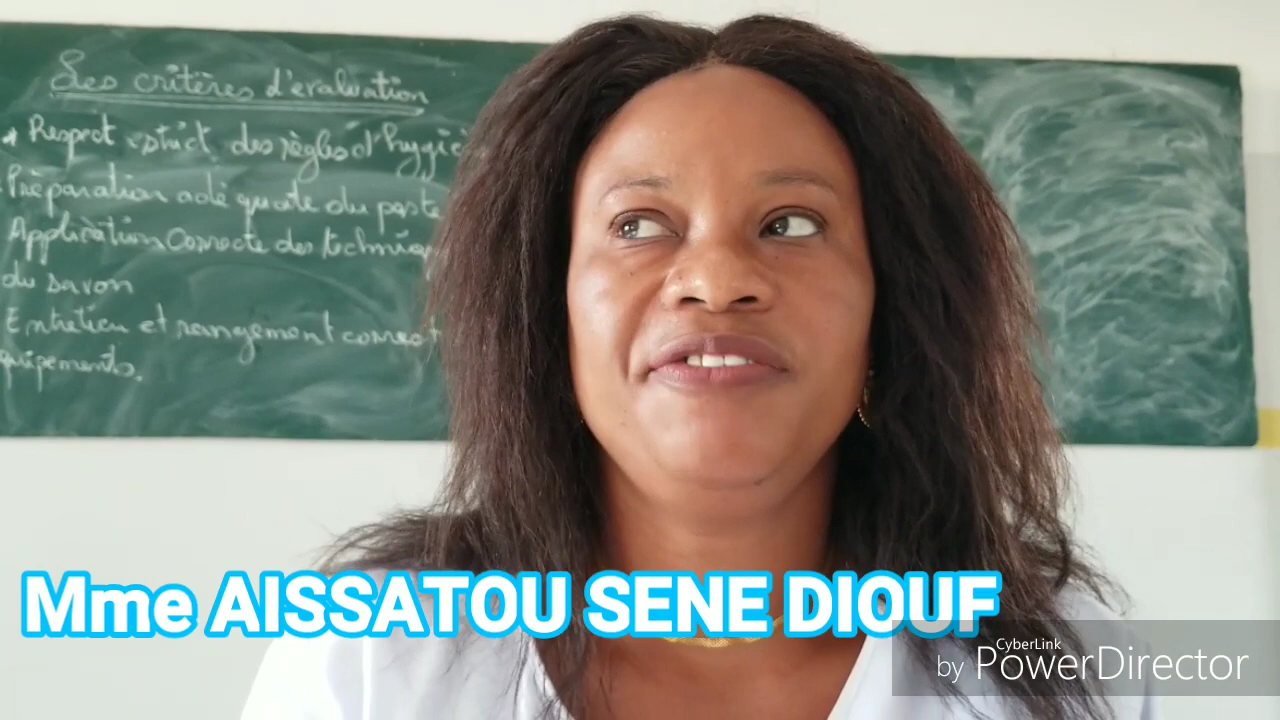 Les critères d'evaluation
Respect strict des règles d'hygiè
Préparation adéquate du poste
Application Correcte des techniq
du savon
Entretien et rangement correct
quipements.
Mme AISSATOU SENE DIOUF
CyberLink
by PowerDirector